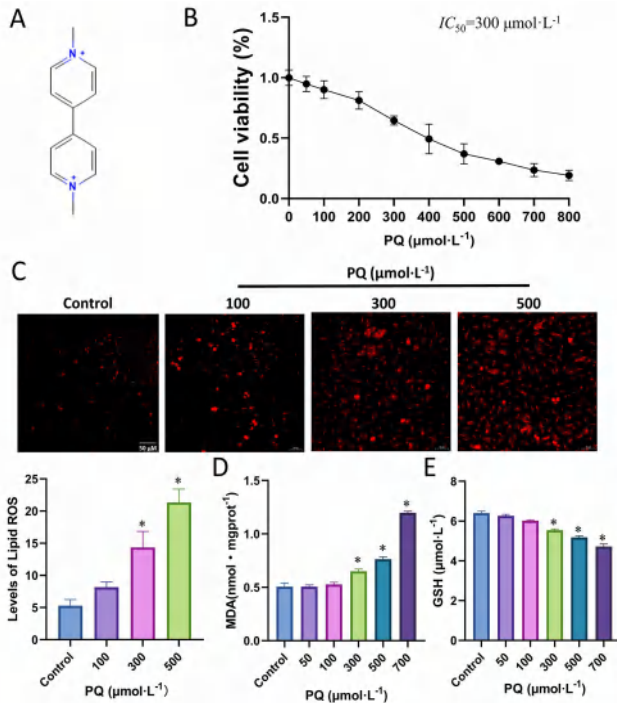 A
N
+
N
+
B
IC50=300 μmol·L-1
Cell viability (%)
1.5
1.0
0.5
0.0
0 100 200 300 400 500 600 700 800
PQ (μmol·L-1)
C
PQ (μmol·L-1)
Control 100 300 500
50 μM
Levels of Lipid ROS
25
20
15
10
5
0
* *
Control 100 300 500
PQ (μmol·L-1)
D
MDA(nmol · mgprot-1)
1.5
1.0
0.5
0.0
* * *
Control 50 100 300 500 700
PQ (μmol·L-1)
E
GSH (μmol·L-1)
8
6
4
2
0
* * *
Control 50 100 300 500 700
PQ (μmol·L-1)